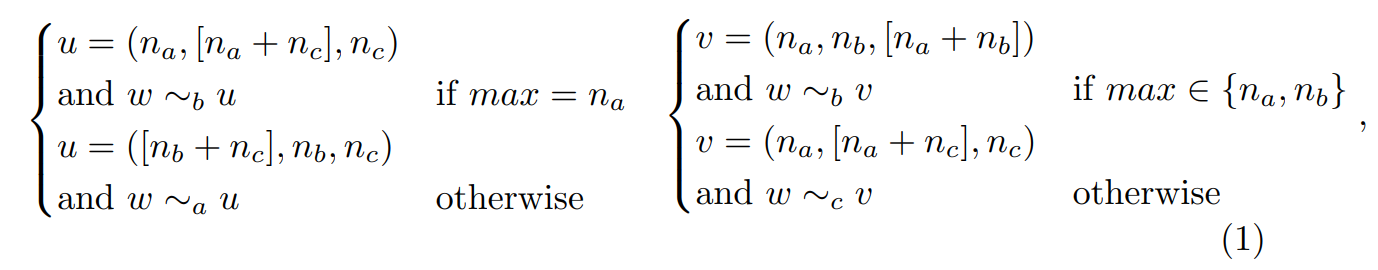 u = (n_a, [n_a + n_c], n_c)
and w ∼_b u if max = n_a
u = ([n_b + n_c], n_b, n_c)
and w ∼_a u otherwise
v = (n_a, n_b, [n_a + n_b])
and w ∼_b v if max ∈ {n_a, n_b}
v = (n_a, [n_a + n_c], n_c)
and w ∼_c v otherwise
,
(1)